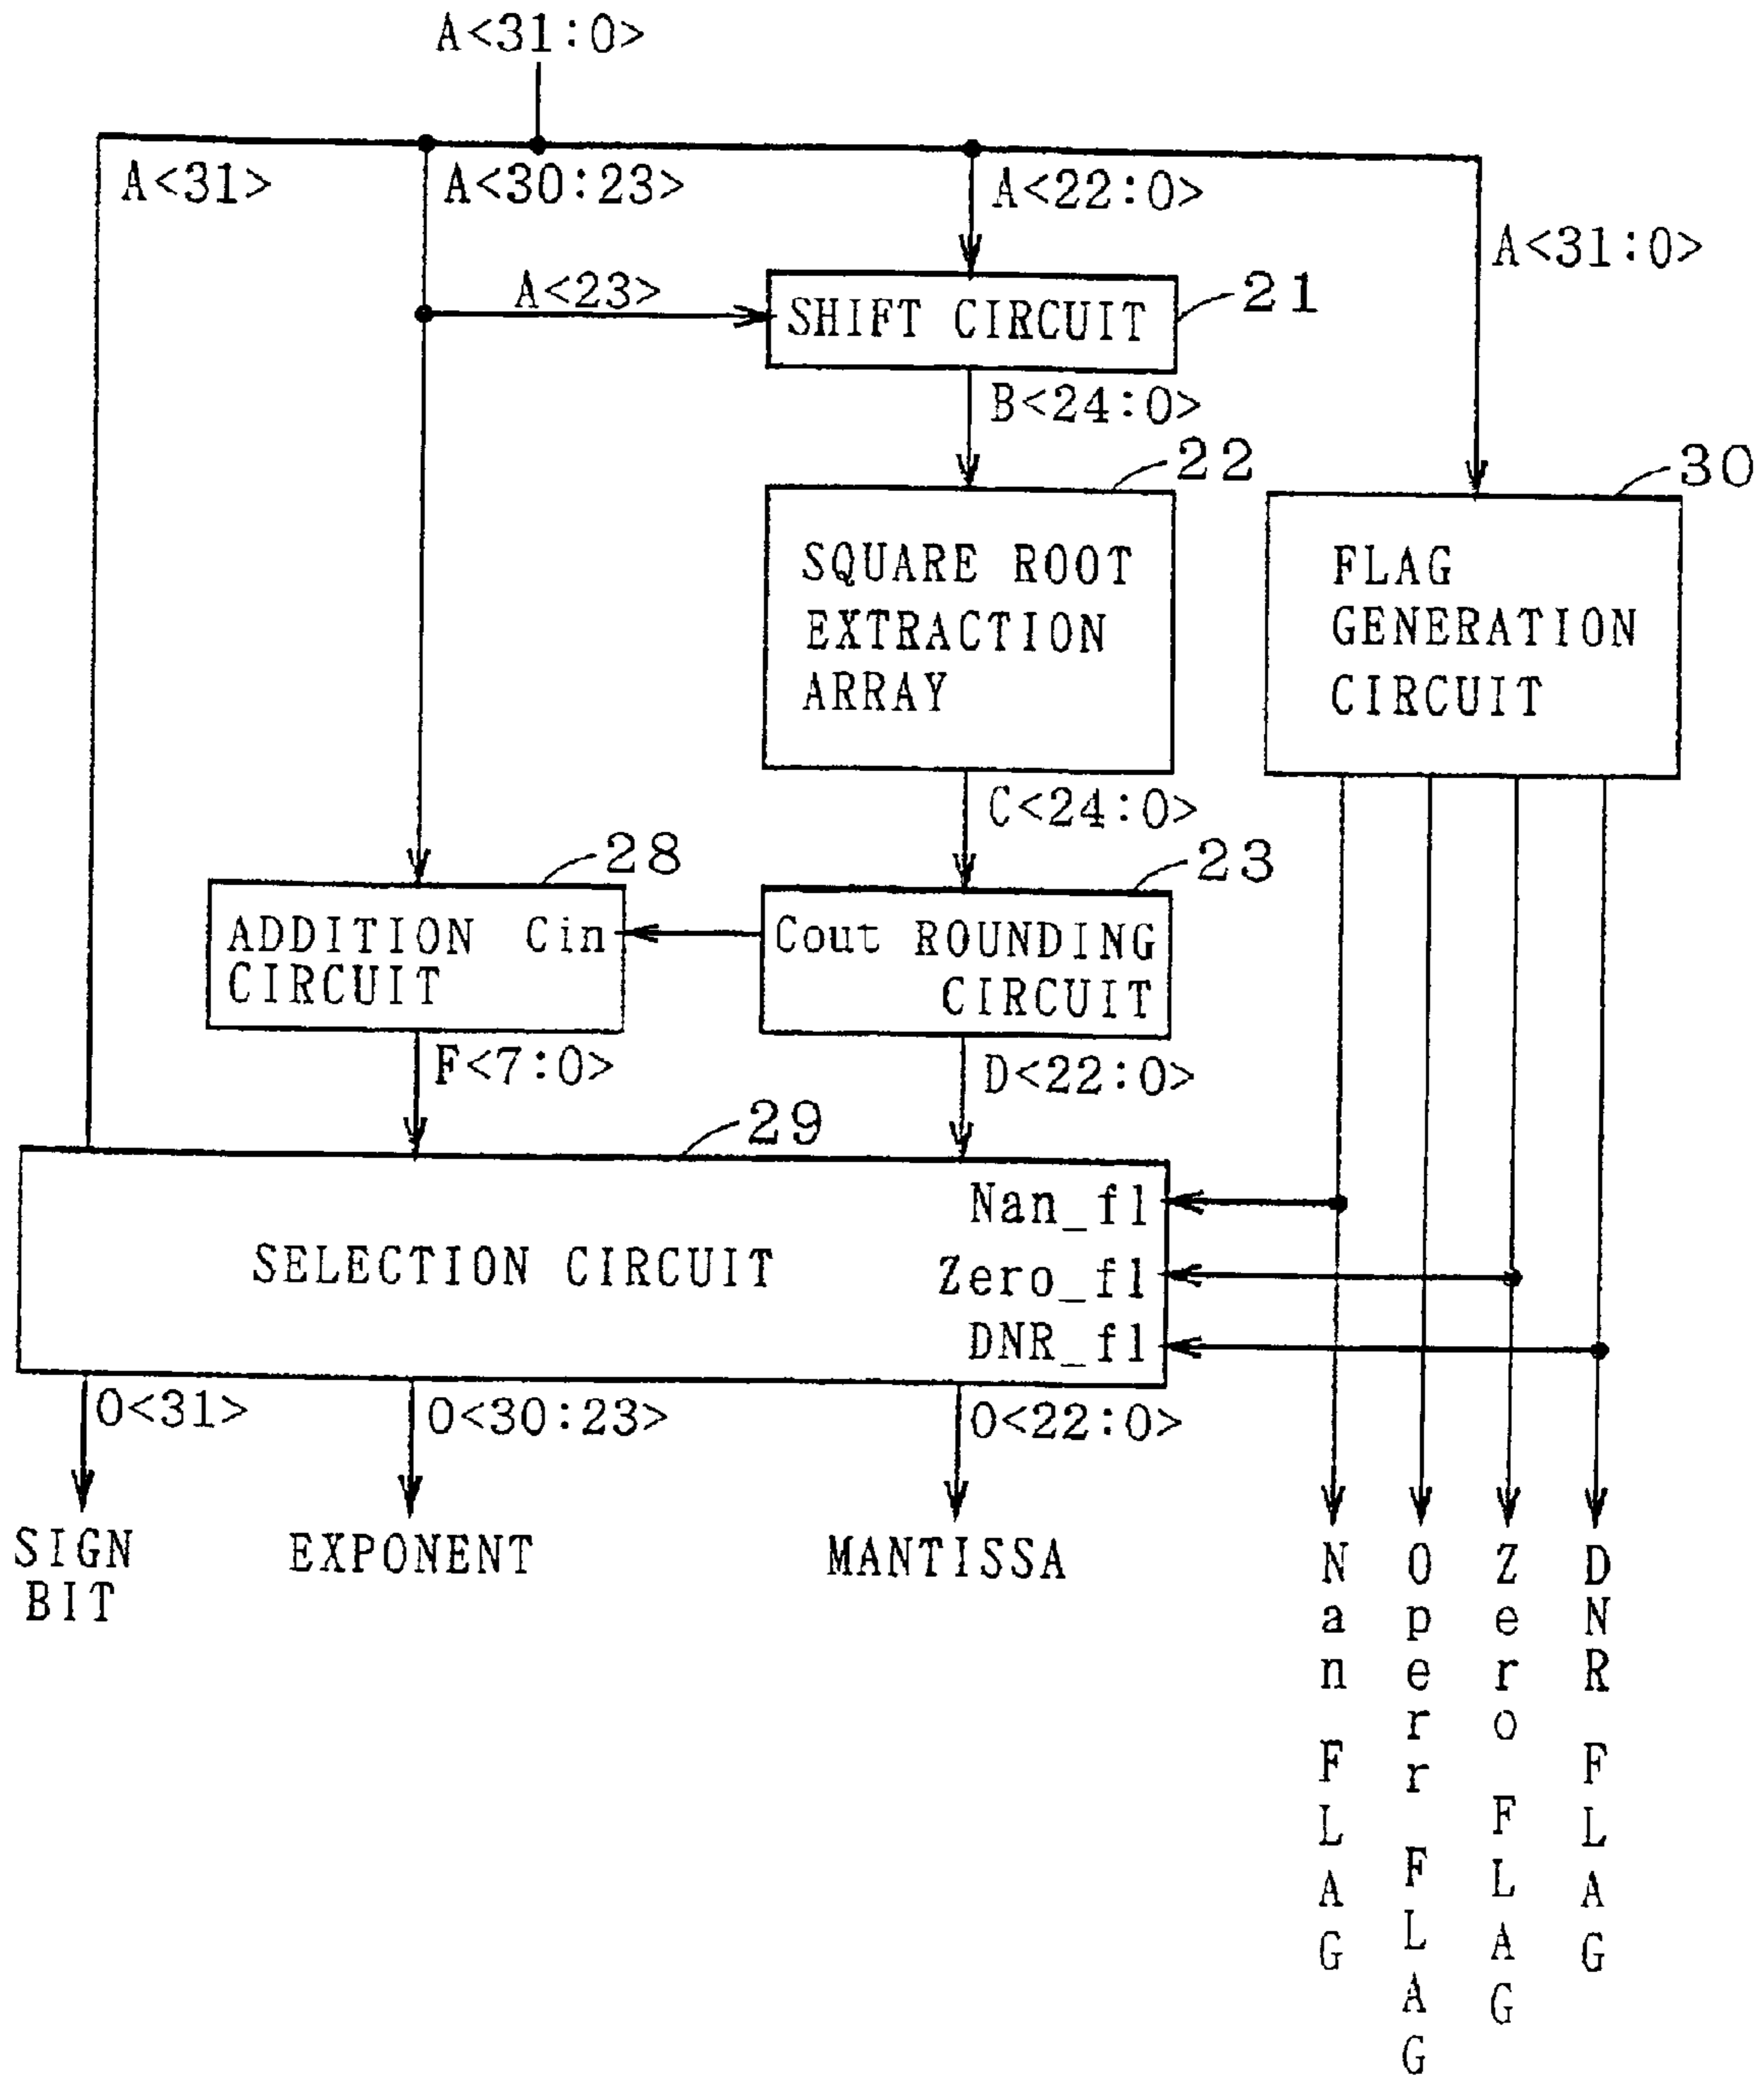 A<31:0>
A<31>
A<30:23>
A<22:0>
A<31:0>
A<23>
SHIFT CIRCUIT
21
B<24:0>
22
30
SQUARE ROOT
EXTRACTION
ARRAY
FLAG
GENERATION
CIRCUIT
C<24:0>
28
23
ADDITION Cin
CIRCUIT
Cout ROUNDING
CIRCUIT
F<7:0>
D<22:0>
29
Nan_fl
SELECTION CIRCUIT
Zero_fl
DNR_fl
O<31>
O<30:23>
O<22:0>
SIGN
BIT
EXPONENT
MANTISSA
Nan FLAG
Operr FLAG
Zero FLAG
DNR FLAG